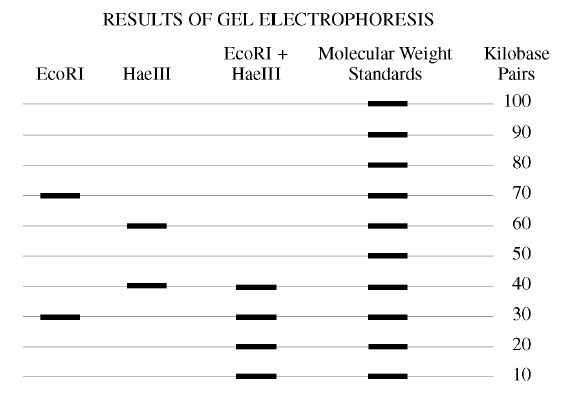 RESULTS OF GEL ELECTROPHORESIS
EcoRI
HaeIII
EcoRI +
HaeIII
Molecular Weight
Standards
Kilobase
Pairs
100
90
80
70
60
50
40
30
20
10